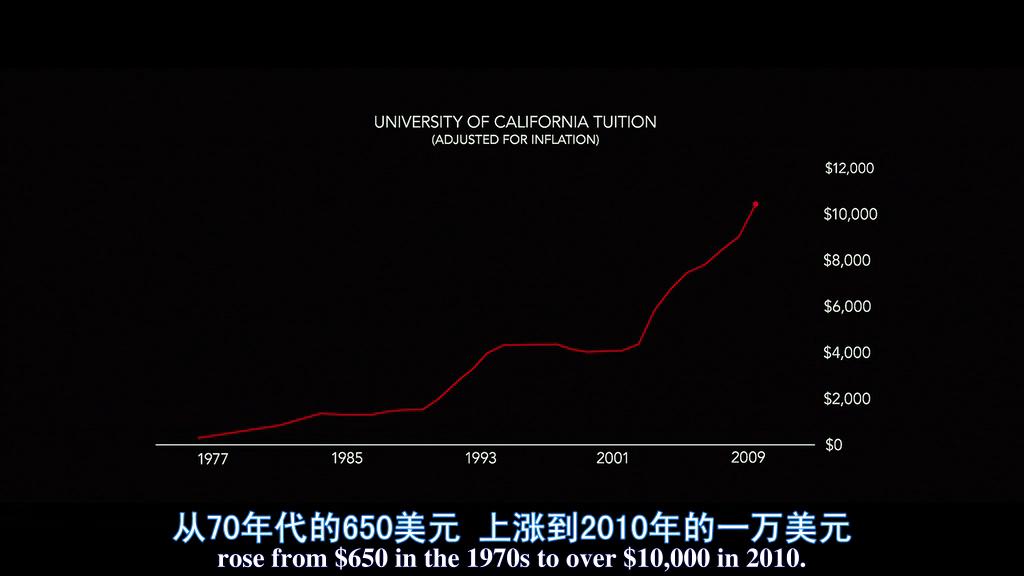 UNIVERSITY OF CALIFORNIA TUITION
(ADJUSTED FOR INFLATION)
$12,000
$10,000
$8,000
$6,000
$4,000
$2,000
$0
1977 1985 1993 2001 2009
从70年代的650美元 上涨到2010年的一万美元
rose from $650 in the 1970s to over $10,000 in 2010.